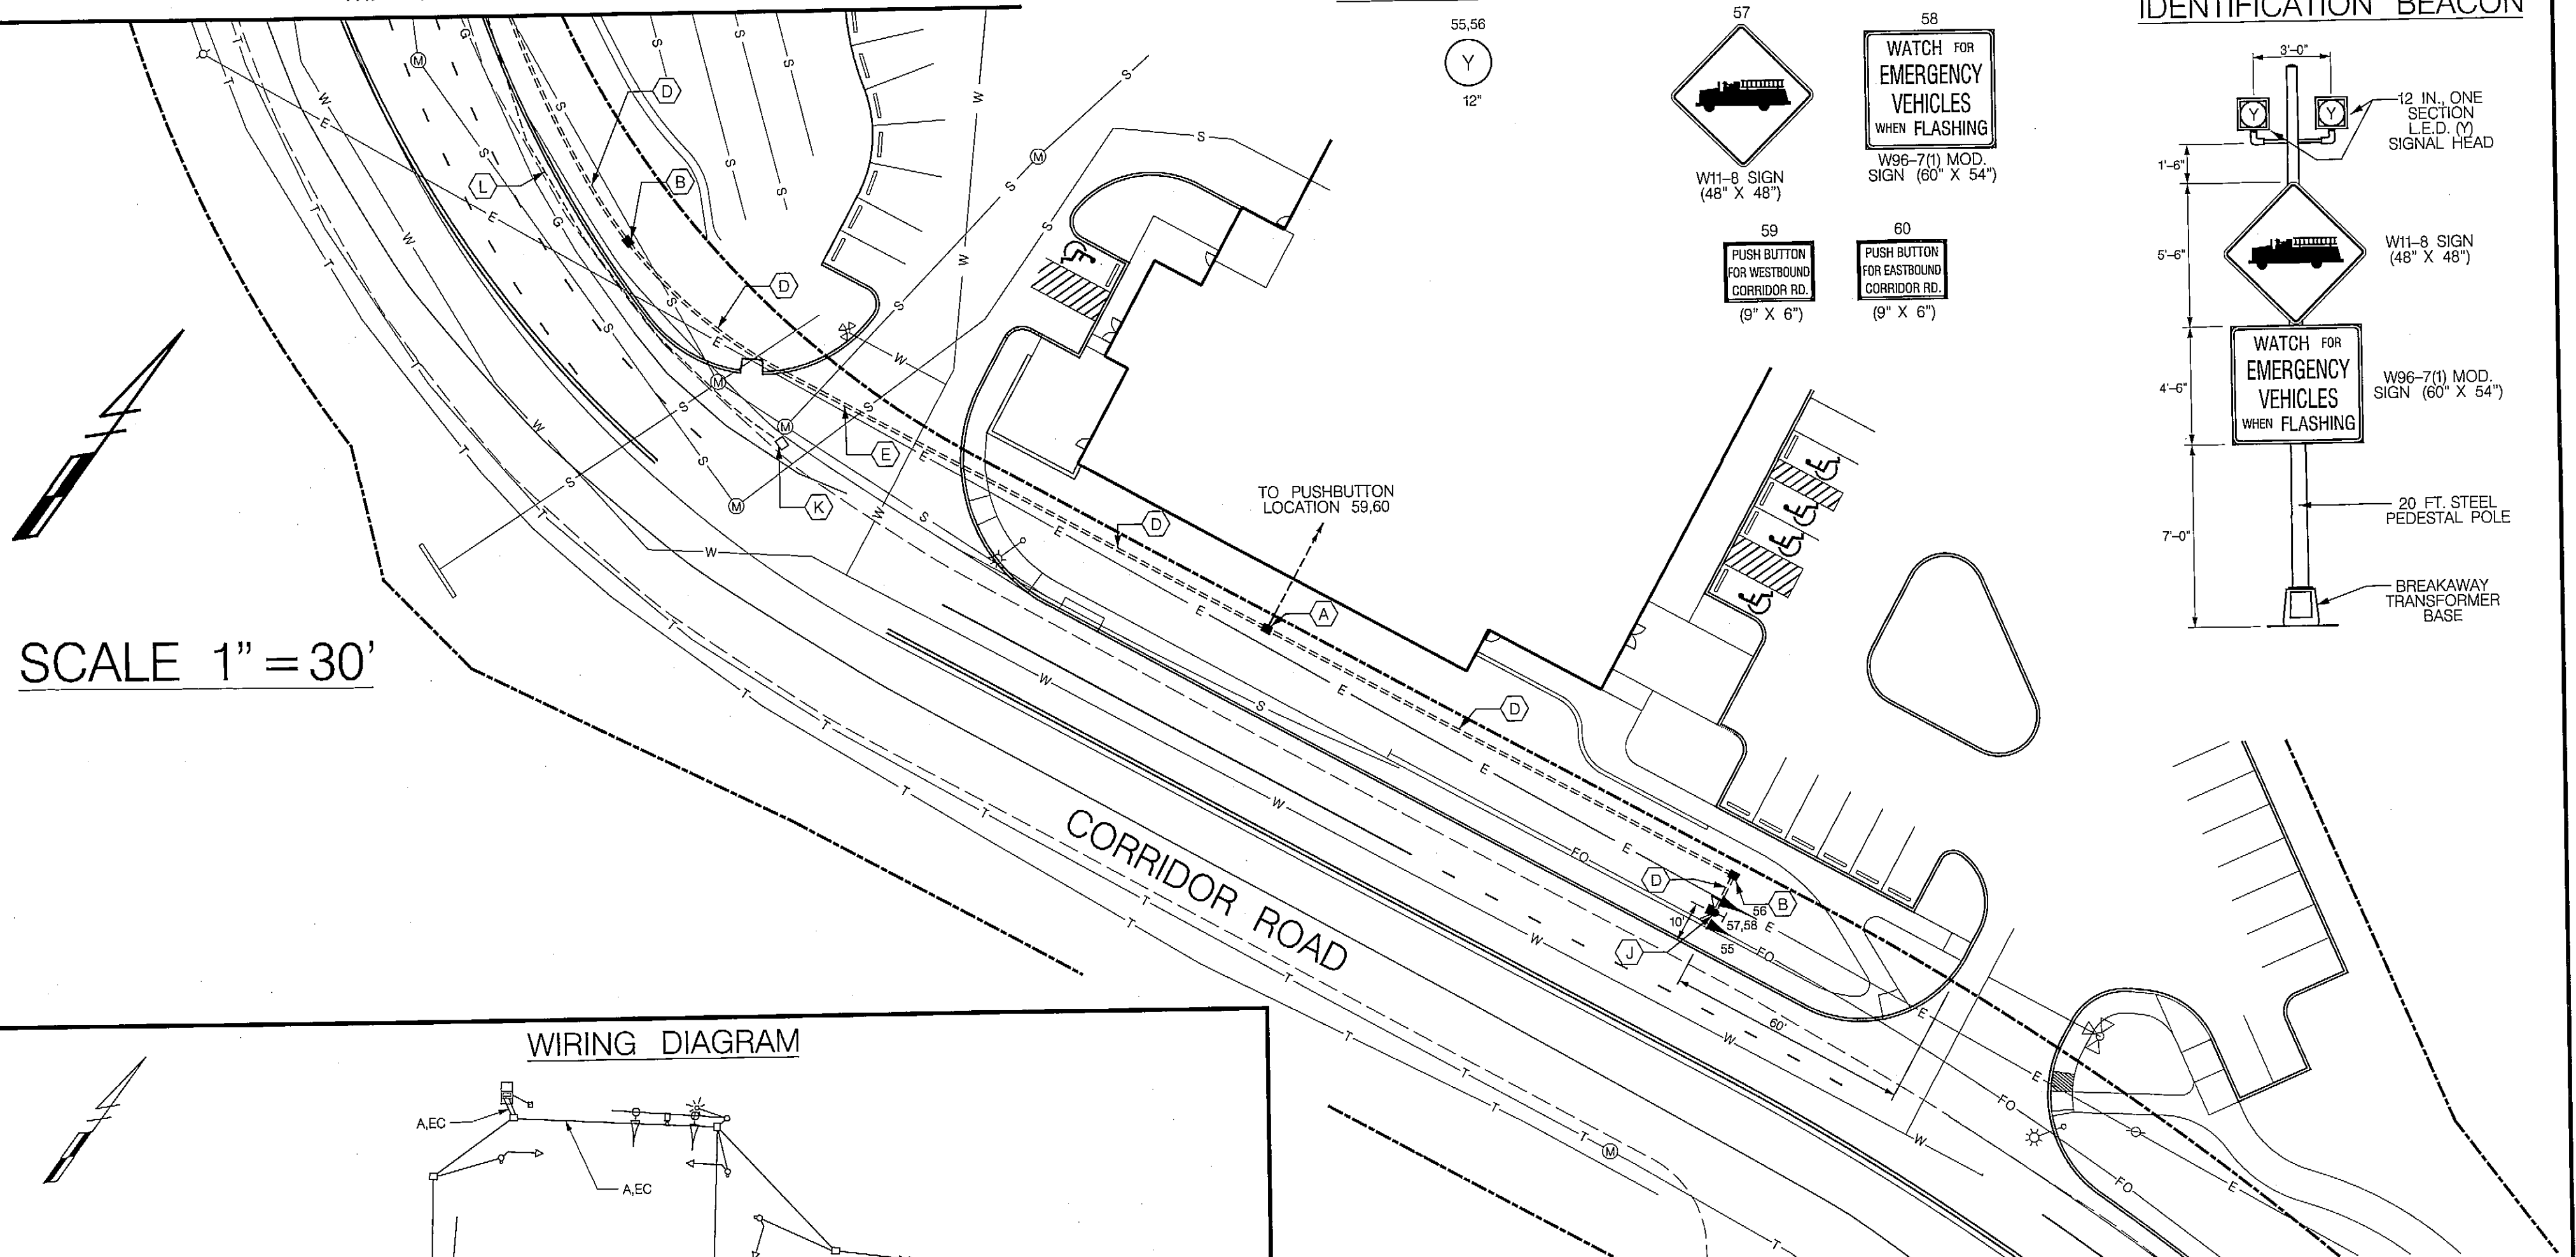 IDENTIFICATION BEACON
55,56
Y
12"
57
W11-8 SIGN
(48" X 48")
58
WATCH FOR
EMERGENCY
VEHICLES
WHEN FLASHING
W96-7(1) MOD.
SIGN (60" X 54")
59
PUSH BUTTON
FOR WESTBOUND
CORRIDOR RD.
(9" X 6")
60
PUSH BUTTON
FOR EASTBOUND
CORRIDOR RD.
(9" X 6")
3'-0"
Y
Y
12 IN., ONE
SECTION
L.E.D. (Y)
SIGNAL HEAD
1'-6"
5'-6"
W11-8 SIGN
(48" X 48")
WATCH FOR
EMERGENCY
VEHICLES
WHEN FLASHING
4'-6"
W96-7(1) MOD.
SIGN (60" X 54")
20 FT. STEEL
PEDESTAL POLE
7'-0"
BREAKAWAY
TRANSFORMER
BASE
D
B
L
D
E
K
TO PUSHBUTTON
LOCATION 59,60
D
A
D
SCALE 1" = 30'
CORRIDOR ROAD
D
B
56
57,58
10'
55
J
60'
WIRING DIAGRAM
A,EC
A,EC